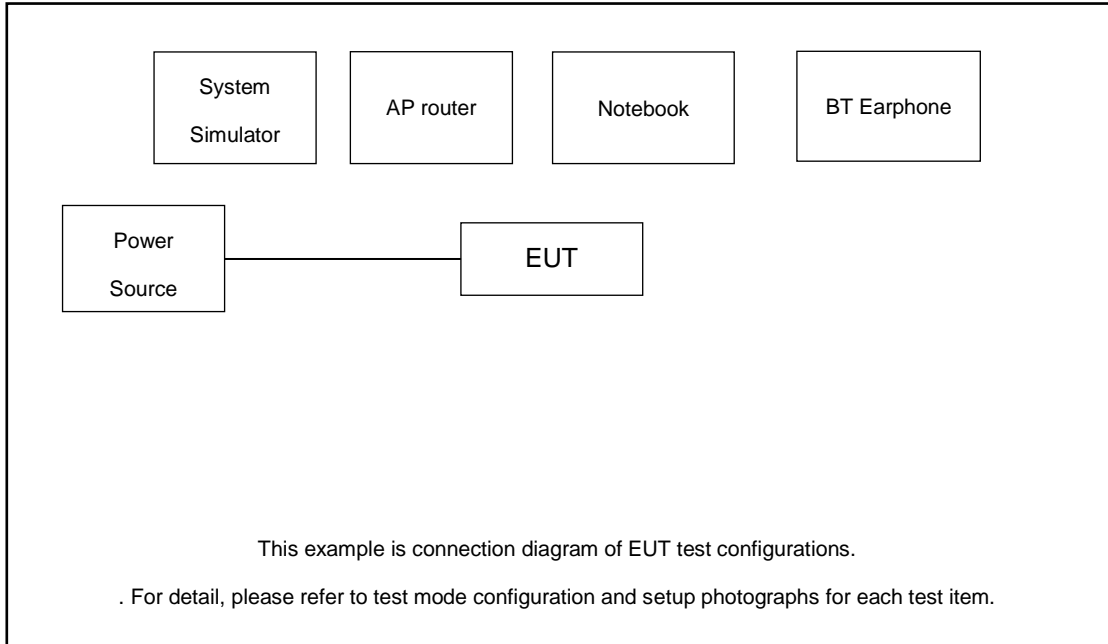 System
Simulator
AP router
Notebook
BT Earphone
Power
Source
EUT
This example is connection diagram of EUT test configurations.
. For detail, please refer to test mode configuration and setup photographs for each test item.